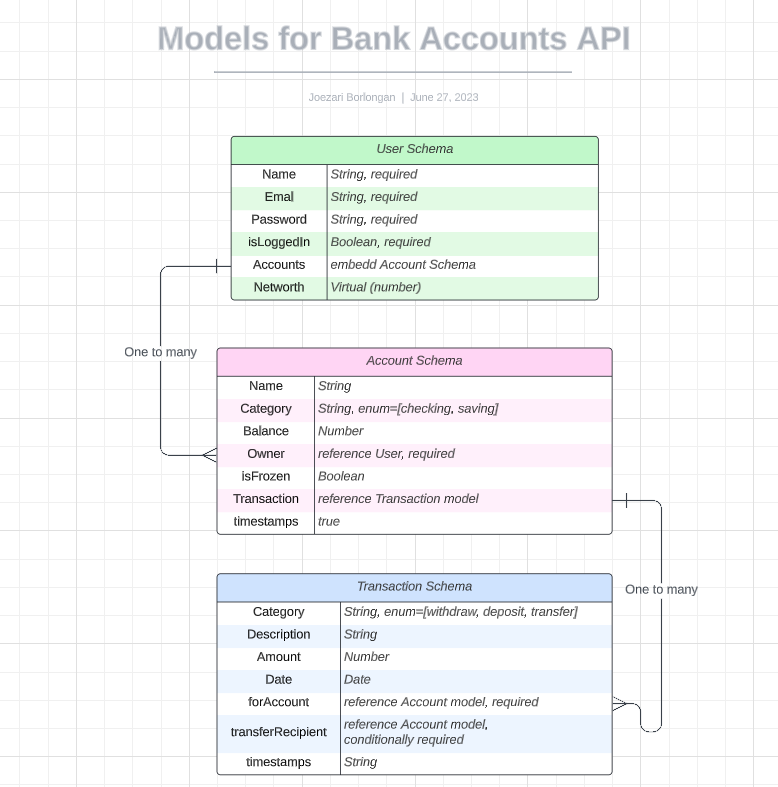 Models for Bank Accounts API
Joezari Borlongan | June 27, 2023
User Schema
Name String, required
Emal String, required
Password String, required
isLoggedIn Boolean, required
Accounts embedd Account Schema
Networth Virtual (number)
One to many
Account Schema
Name String
Category String, enum=[checking, saving]
Balance Number
Owner reference User, required
isFrozen Boolean
Transaction reference Transaction model
timestamps true
One to many
Transaction Schema
Category String, enum=[withdraw, deposit, transfer]
Description String
Amount Number
Date Date
forAccount reference Account model, required
transferRecipient reference Account model,
conditionally required
timestamps String